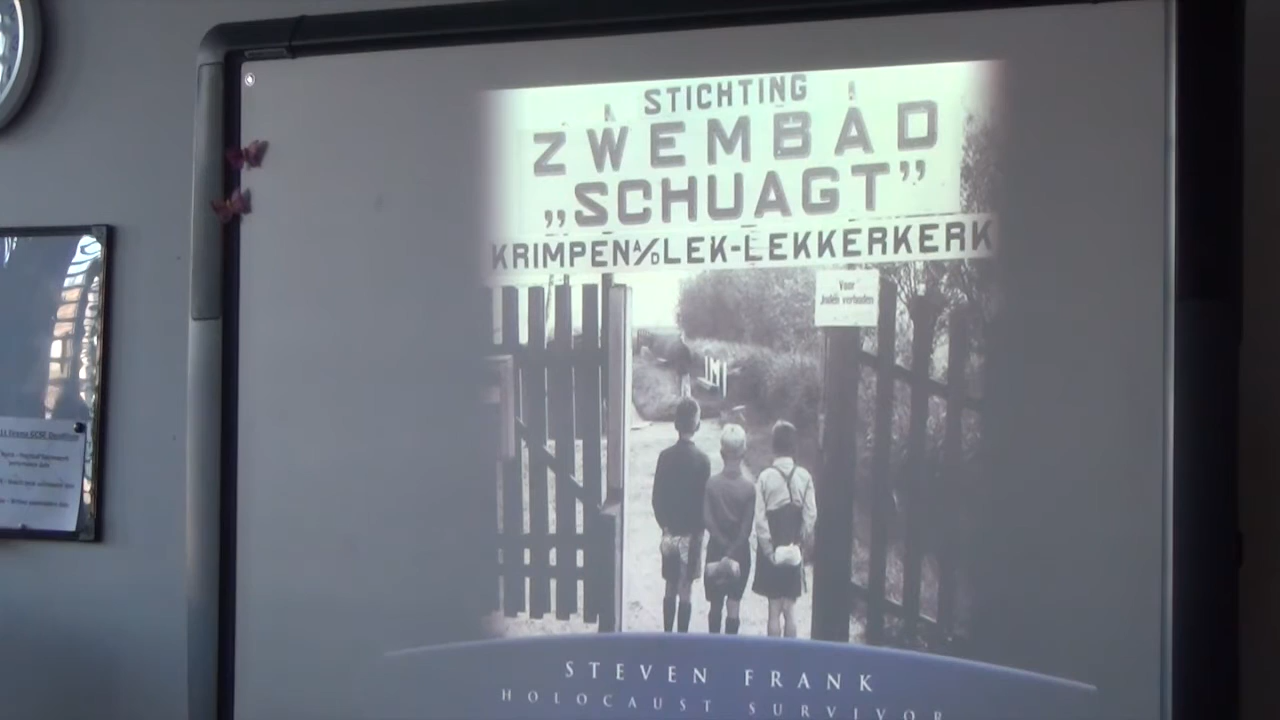 STICHTING
ZWEMBAD
„SCHUAGT”
KRIMPEN A/D LEK-LEKKERKERK
Voor
Joden verboden
STEVEN FRANK
HOLOCAUST SURVIVOR